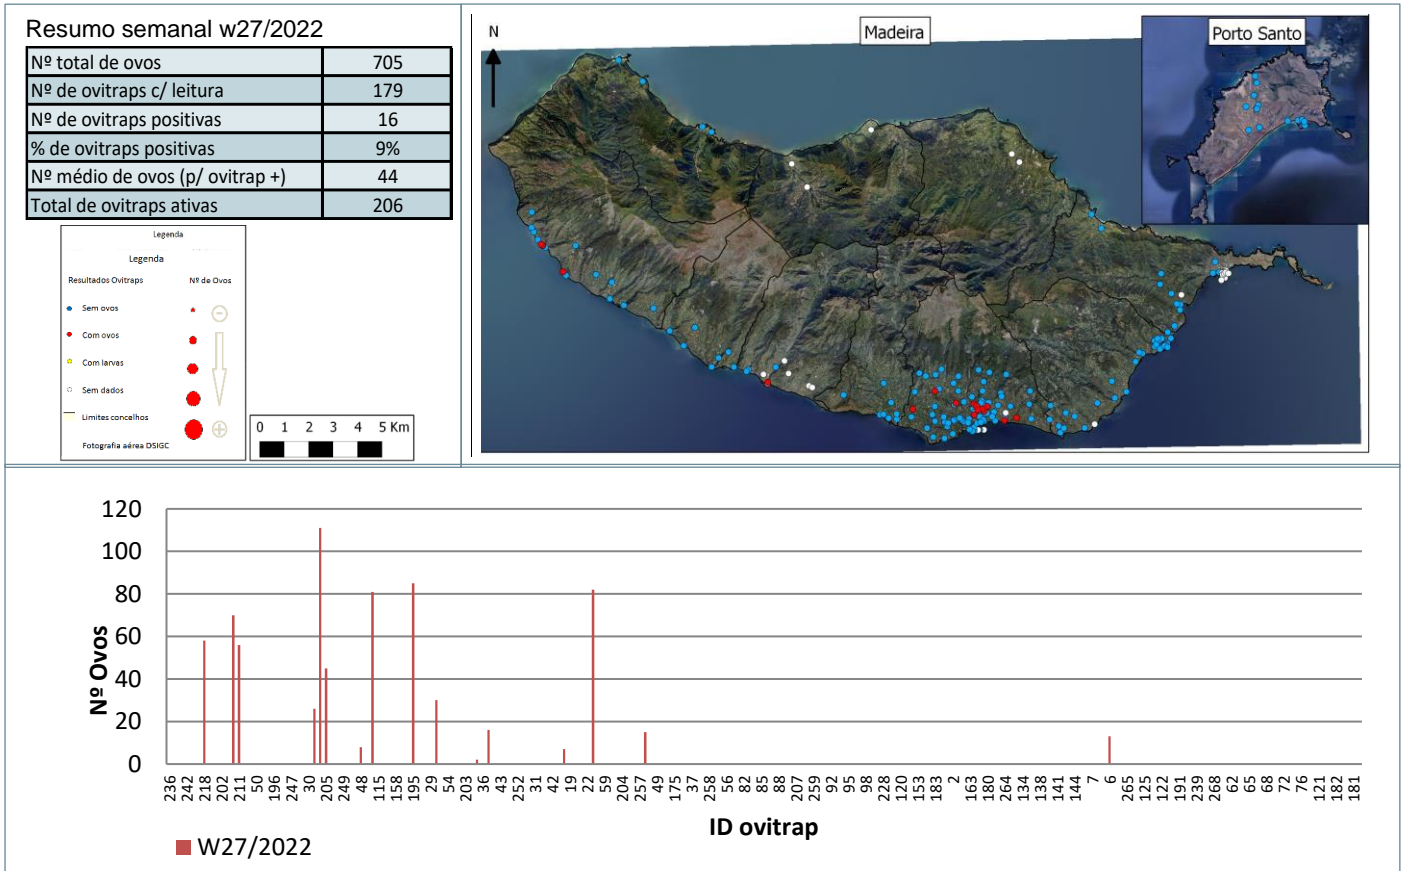 Resumo semanal w27/2022
Nº total de ovos 705
Nº de ovitraps c/ leitura 179
Nº de ovitraps positivas 16
% de ovitraps positivas 9%
Nº médio de ovos (p/ ovitrap +) 44
Total de ovitraps ativas 206
Legenda
Legenda
Resultados Ovitraps Nº de Ovos
Sem ovos
Com ovos
Com larvas
Sem dados
Limites concelhos
Fotografia aérea DSIGC
0 1 2 3 4 5 Km
N
Madeira
Porto Santo
120
100
80
60
40
20
0
Nº Ovos
236 242 218 202 211 50 196 247 30 205 249 48 115 158 195 29 54 203 36 43 252 31 42 19 22 59 204 257 49 175 37 258 56 82 85 88 207 259 92 95 98 228 120 153 183 2 163 180 264 134 138 141 144 7 6 265 125 122 191 239 268 62 65 68 72 76 121 182 181
ID ovitrap
W27/2022